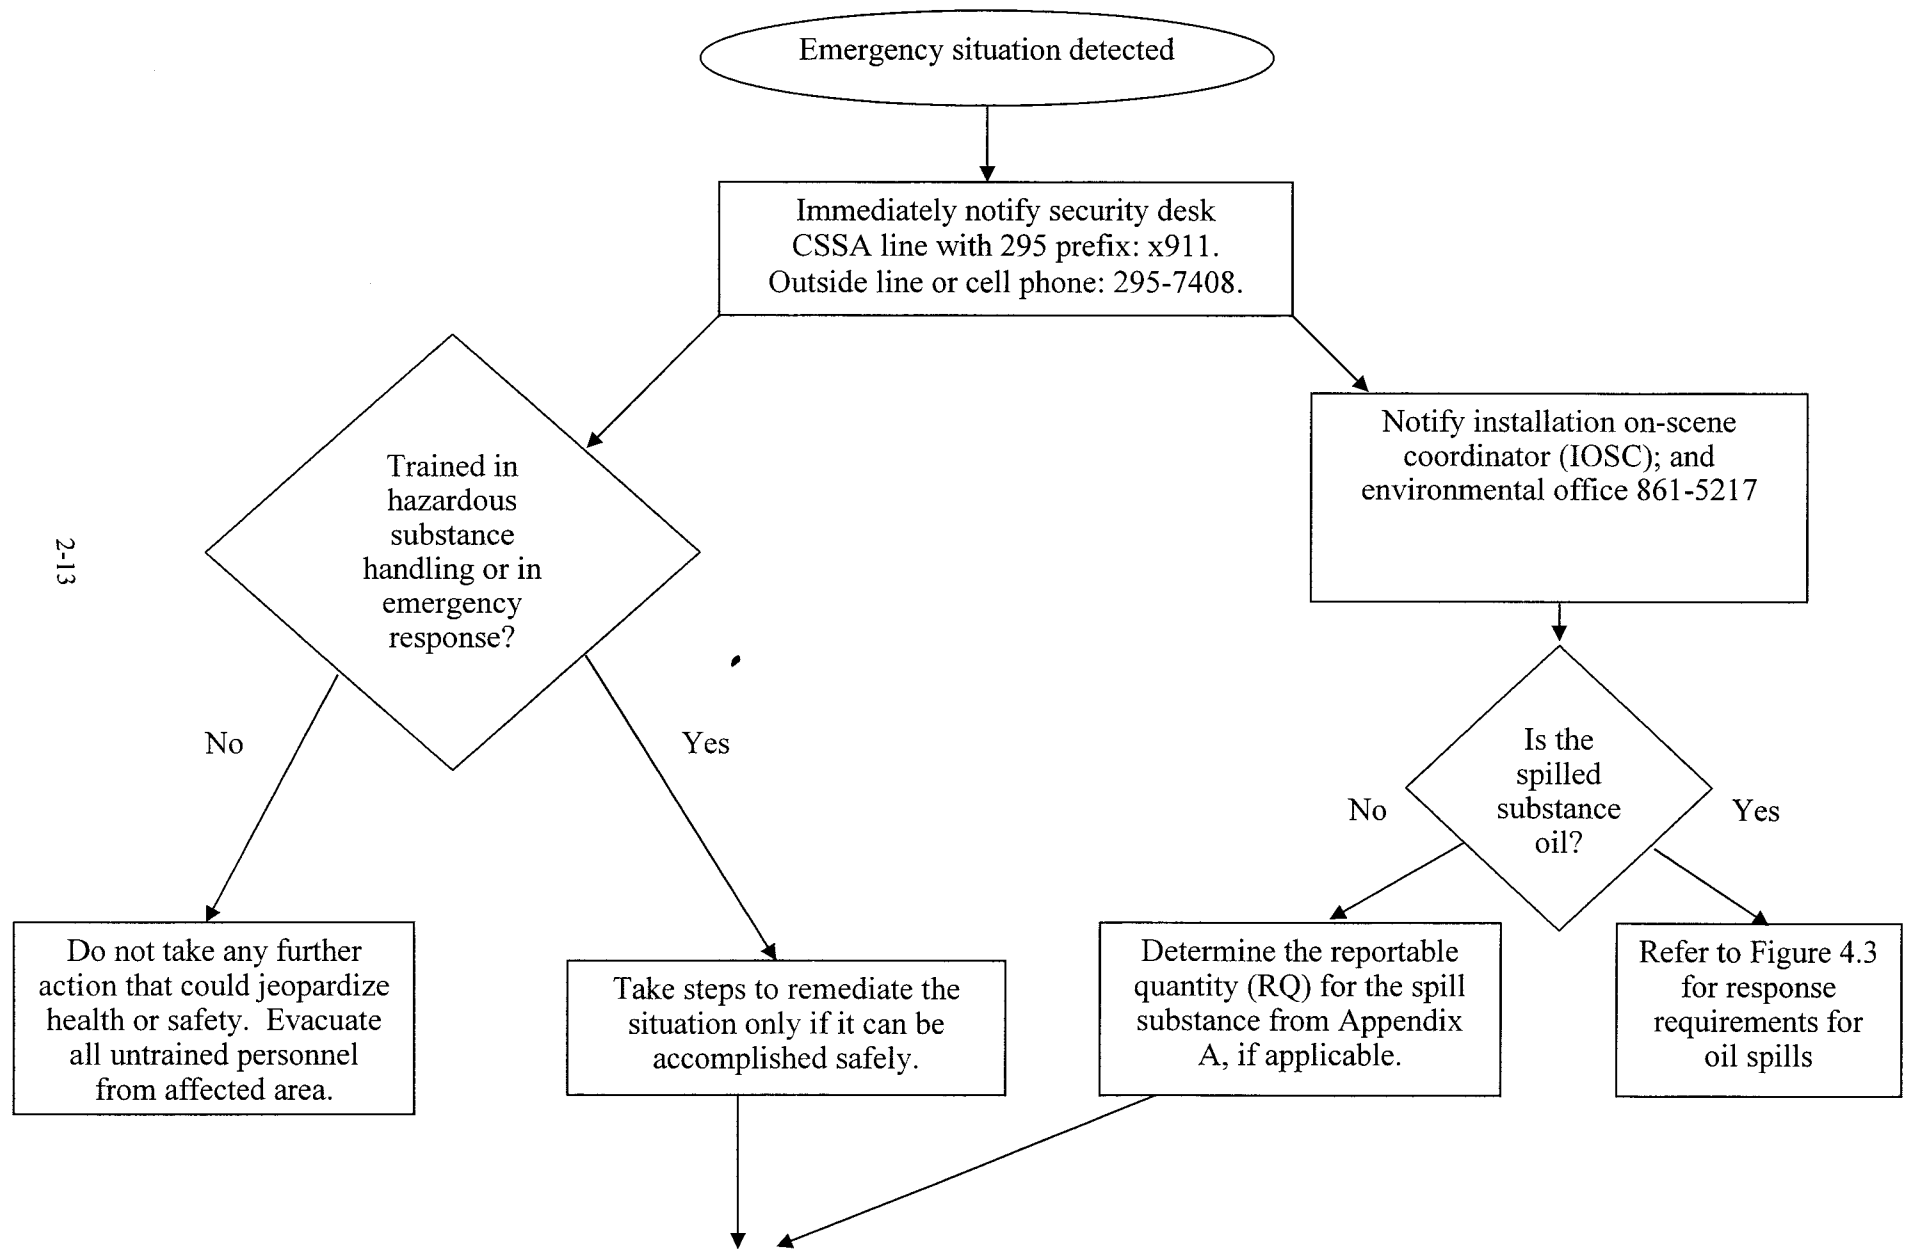 Emergency situation detected
Immediately notify security desk
CSSA line with 295 prefix: x911.
Outside line or cell phone: 295-7408.
Trained in
hazardous
substance
handling or in
emergency
response?
Notify installation on-scene
coordinator (IOSC); and
environmental office 861-5217
2-13
No
Yes
Is the
spilled
substance
oil?
No
Yes
Do not take any further
action that could jeopardize
health or safety.  Evacuate
all untrained personnel
from affected area.
Take steps to remediate the
situation only if it can be
accomplished safely.
Determine the reportable
quantity (RQ) for the spill
substance from Appendix
A, if applicable.
Refer to Figure 4.3
for response
requirements for
oil spills